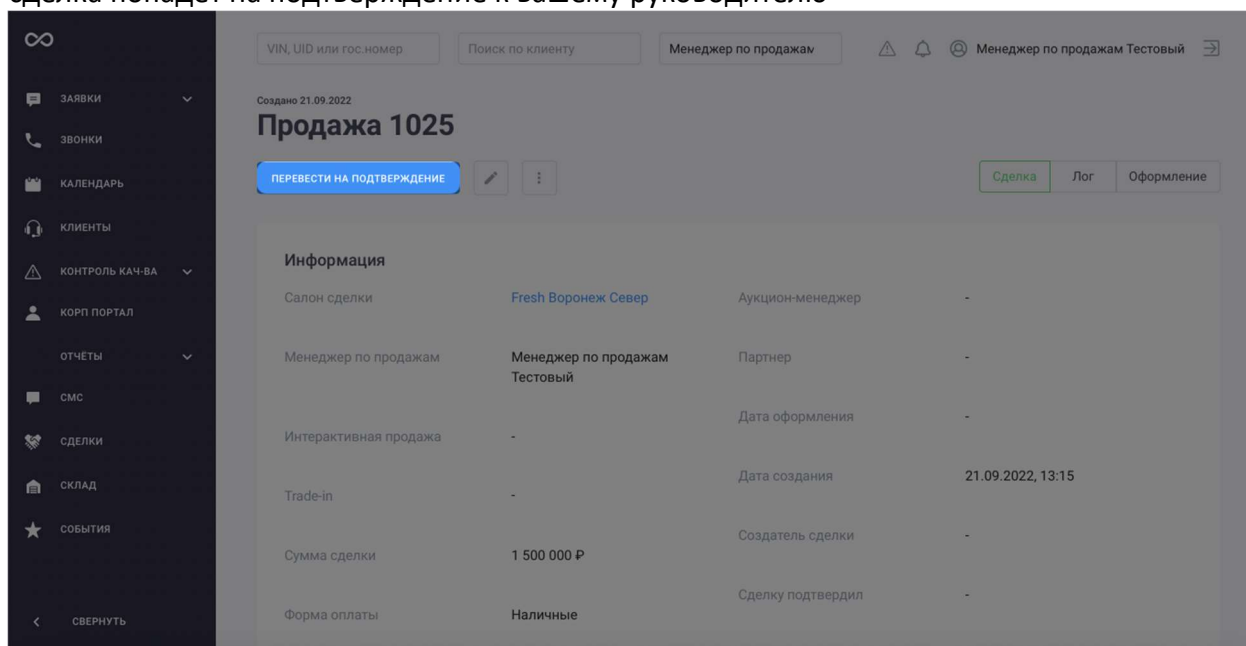 сделка попадет на подтверждение к вашему руководителю
VIN, UID или гос.номер
Поиск по клиенту
Менеджер по продажам
Менеджер по продажам Тестовый
ЗАЯВКИ
ЗВОНКИ
КАЛЕНДАРЬ
КЛИЕНТЫ
КОНТРОЛЬ КАЧ-ВА
КОРП ПОРТАЛ
ОТЧЁТЫ
СМС
СДЕЛКИ
СКЛАД
СОБЫТИЯ
СВЕРНУТЬ
Создано 21.09.2022
Продажа 1025
ПЕРЕВЕСТИ НА ПОДТВЕРЖДЕНИЕ
Сделка
Лог
Оформление
Информация
Салон сделки
Fresh Воронеж Север
Менеджер по продажам
Менеджер по продажам
Тестовый
Интерактивная продажа
-
Trade-in
-
Сумма сделки
1 500 000 ₽
Форма оплаты
Наличные
Аукцион-менеджер
-
Партнер
-
Дата оформления
-
Дата создания
21.09.2022, 13:15
Создатель сделки
-
Сделку подтвердил
-